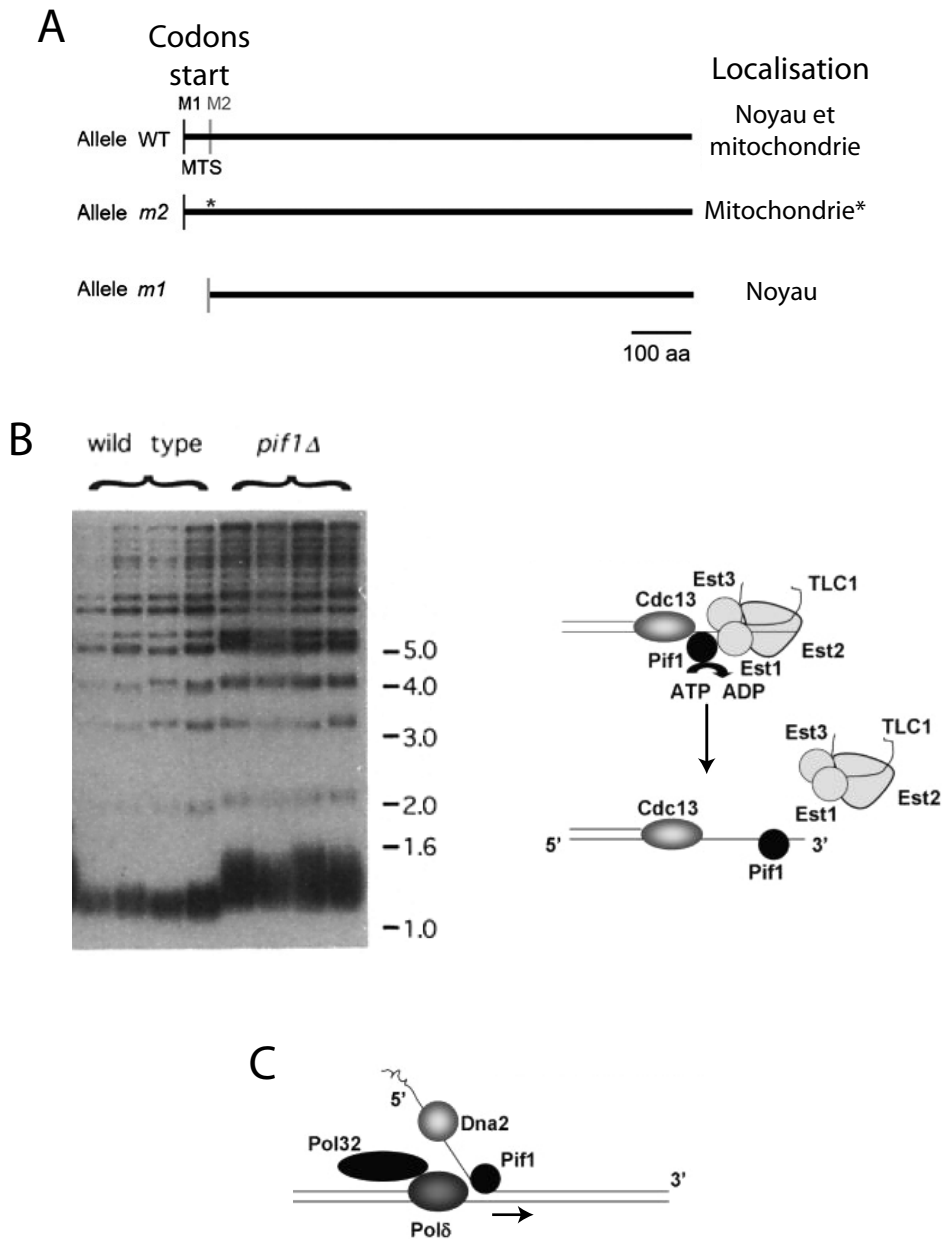 A
Codons
start
Localisation
M1 M2
Allele WT
MTS
Noyau et
mitochondrie
Allele m2
*
Mitochondrie*
Allele m1
Noyau
100 aa
B
wild type
pif1Δ
5.0
4.0
3.0
2.0
1.6
1.0
Est3
TLC1
Cdc13
Pif1
Est1
Est2
ATP ADP
Est3
TLC1
Est1
Est2
Cdc13
5'
3'
Pif1
C
5'
Dna2
Pol32
Pif1
3'
Polδ